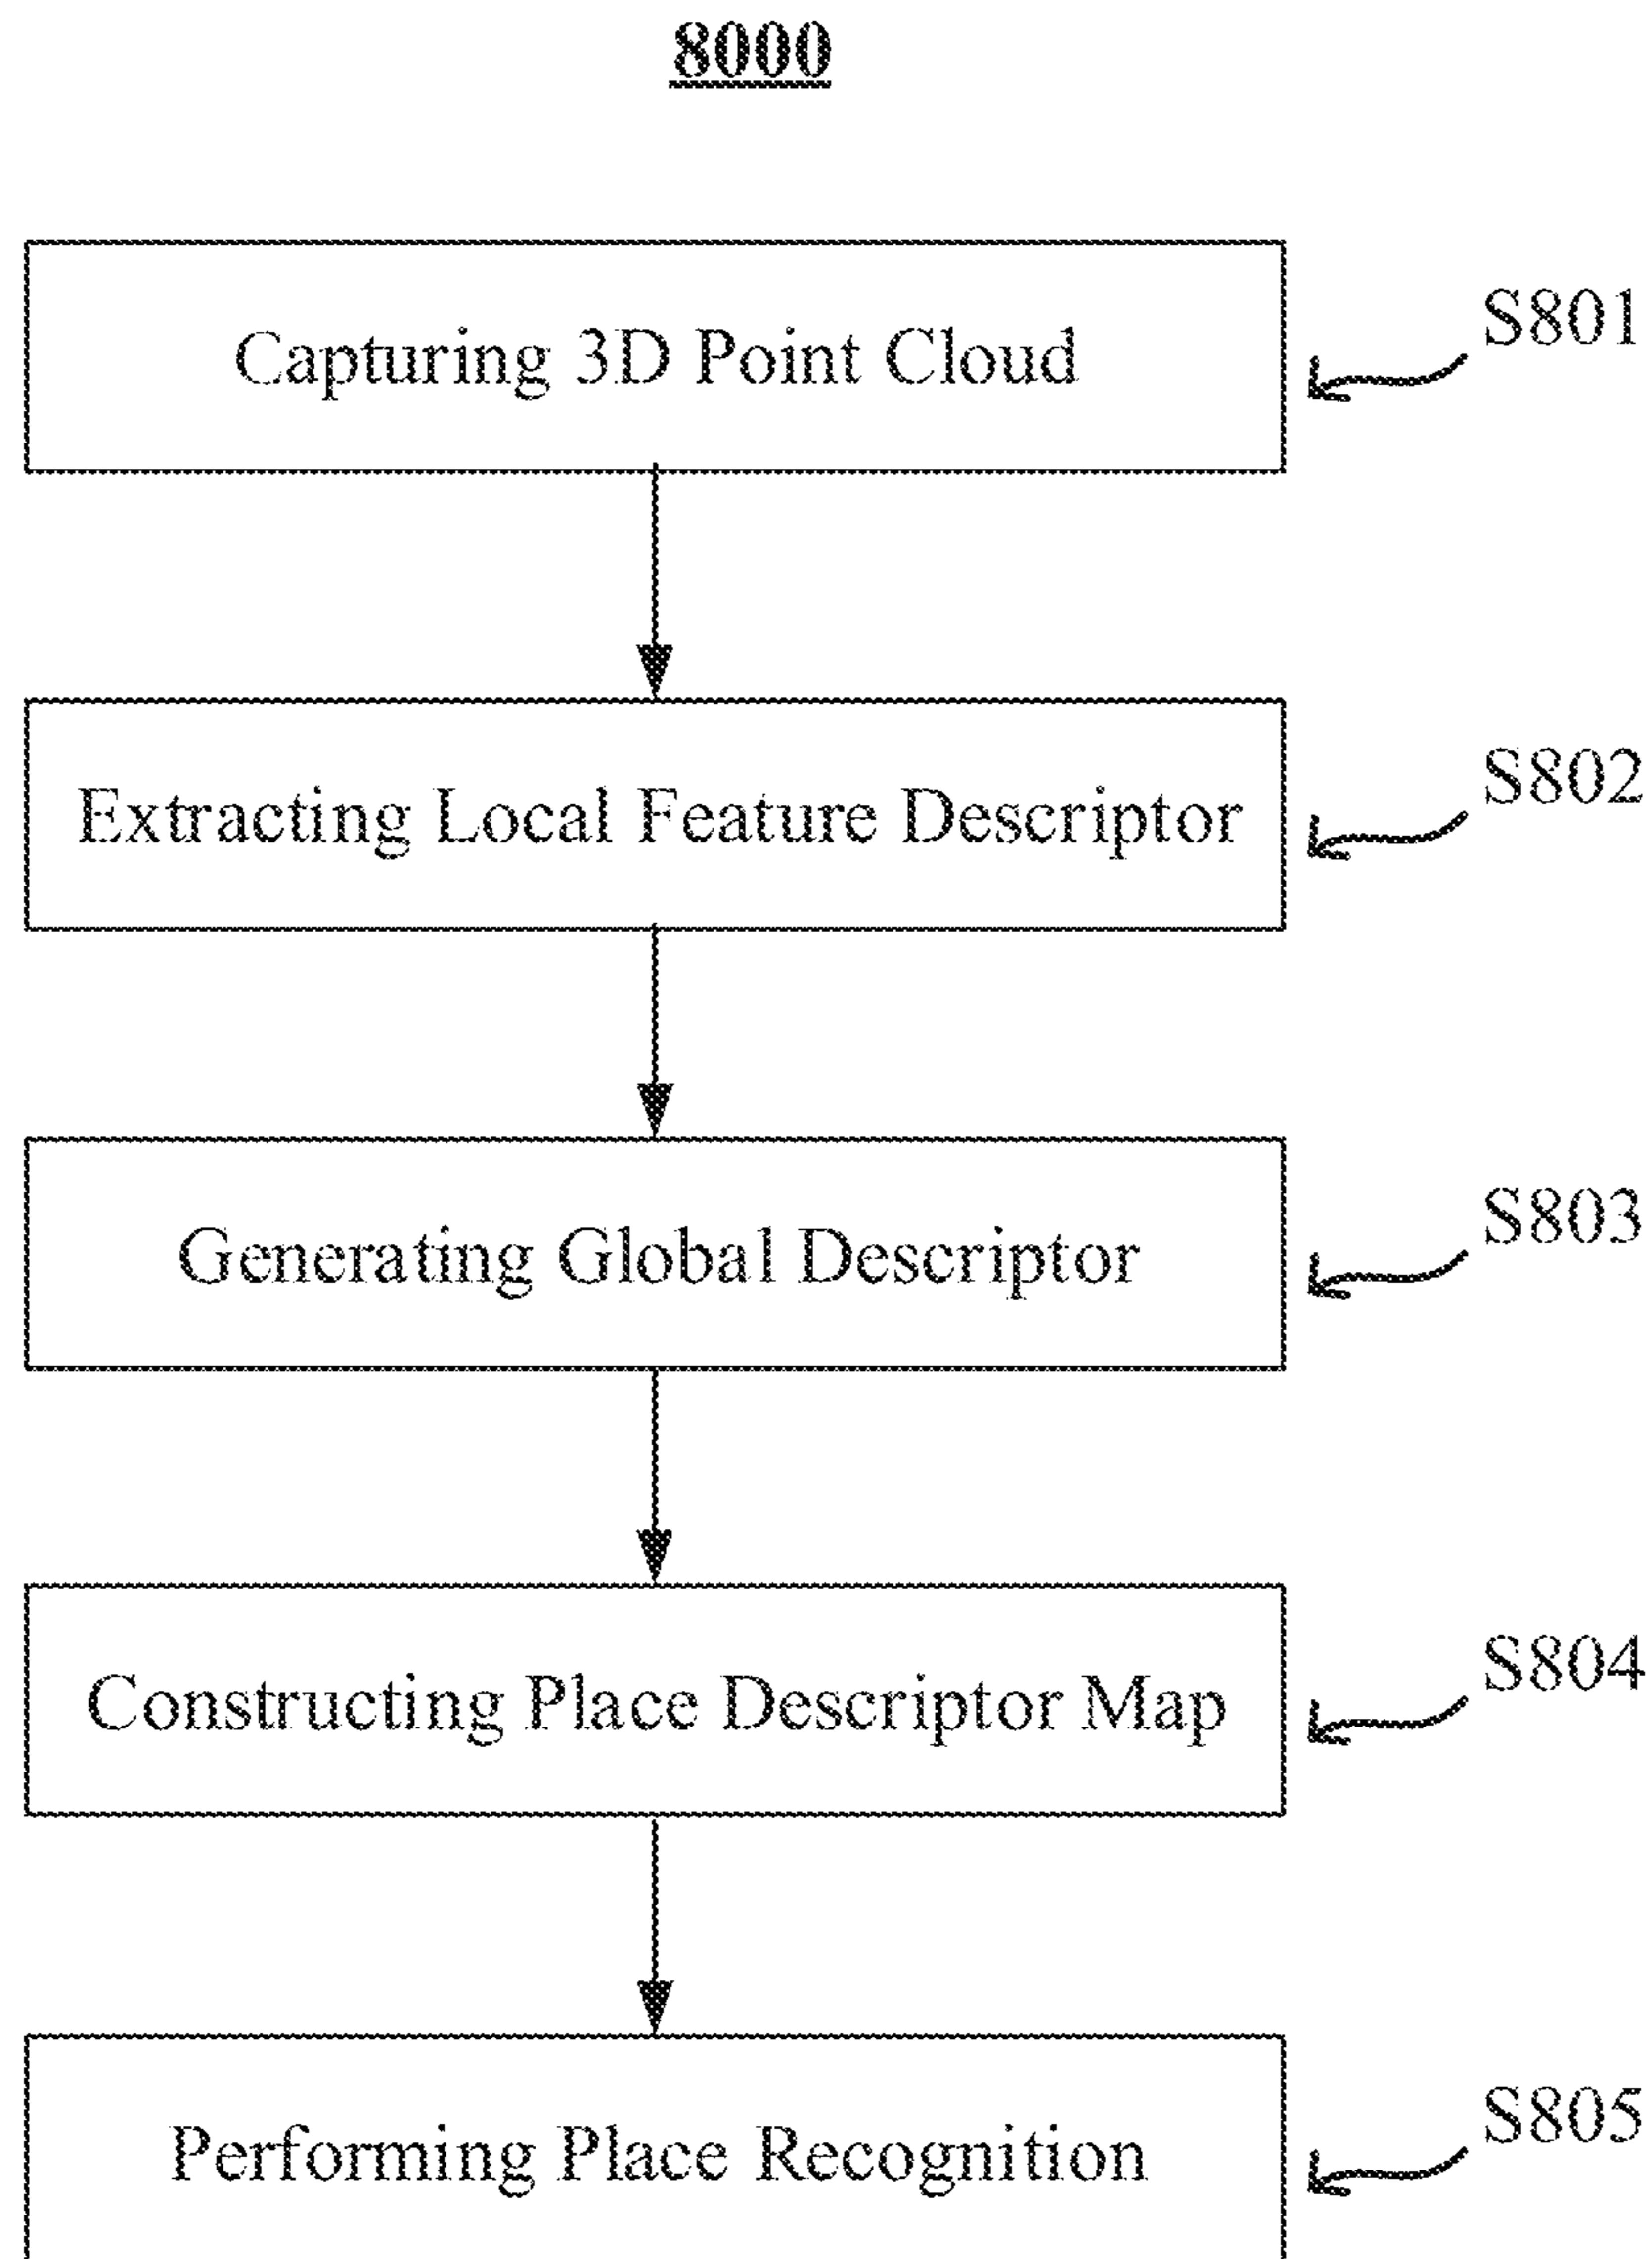 8000
Capturing 3D Point Cloud
S801
Extracting Local Feature Descriptor
S802
Generating Global Descriptor
S803
Constructing Place Descriptor Map
S804
Performing Place Recognition
S805